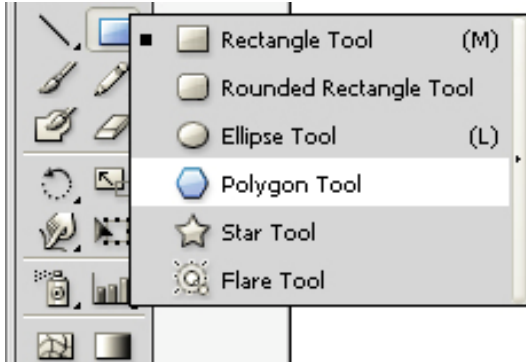 Rectangle Tool (M)
Rounded Rectangle Tool
Ellipse Tool (L)
Polygon Tool
Star Tool
Flare Tool